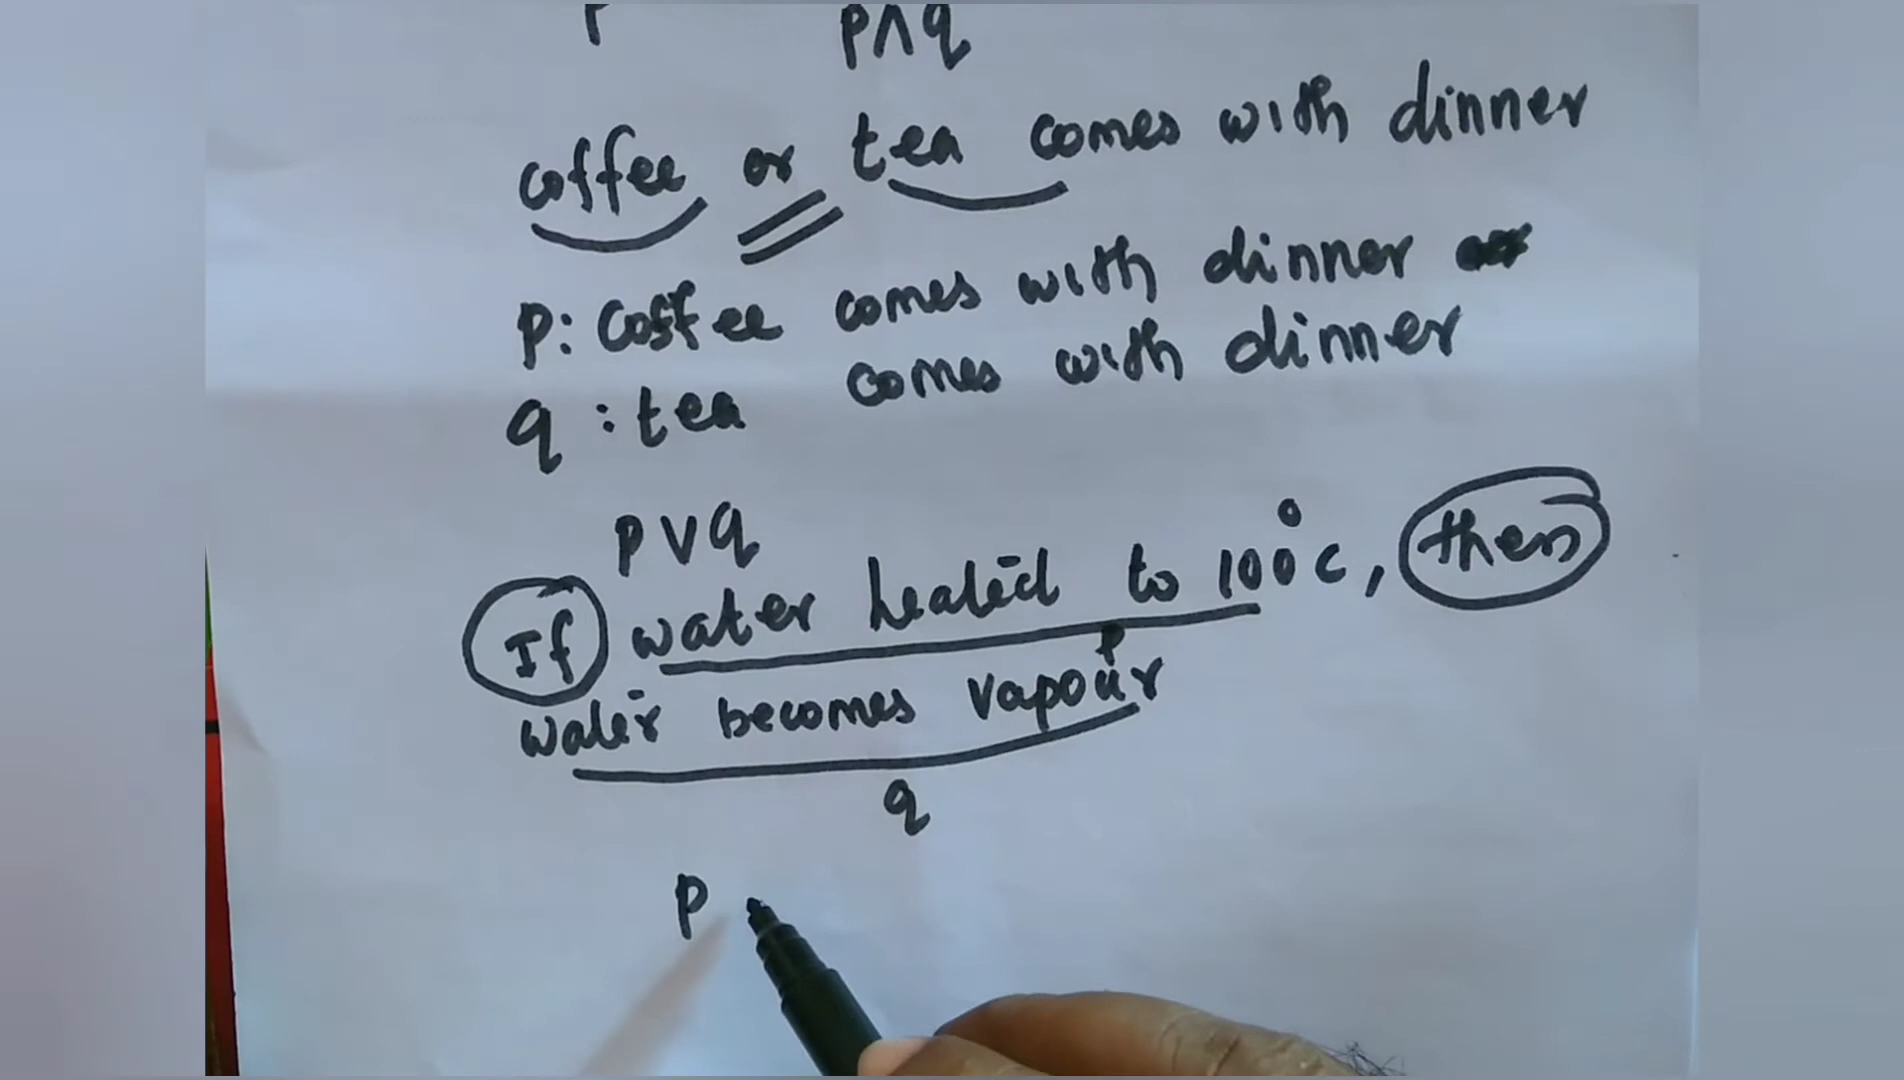 P p∧q
coffee or tea comes with dinner
p: coffee comes with dinner
q : tea comes with dinner
p∨q
If water heated to 100°C, then
p
water becomes vapour
q
p